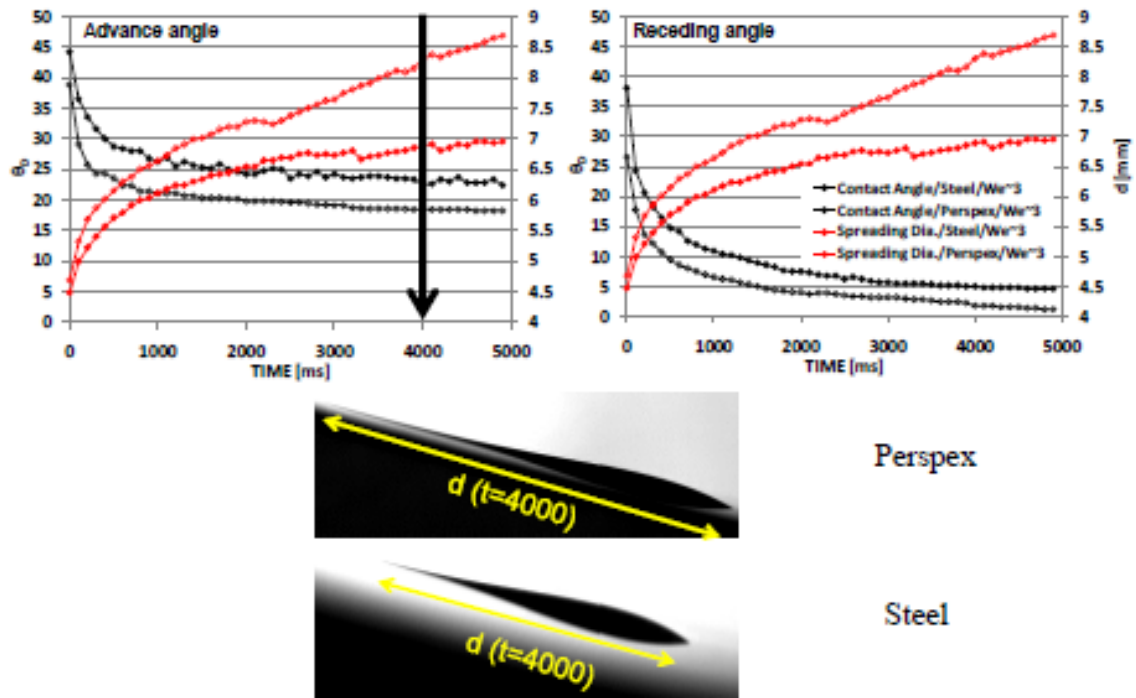 Advance angle
50
45
40
35
30
25
20
15
10
5
0
θD
9
8.5
8
7.5
7
6.5
6
5.5
5
4.5
4
0 1000 2000 3000 4000 5000
TIME [ms]
Receding angle
50
45
40
35
30
25
20
15
10
5
0
θD
9
8.5
8
7.5
7
6.5
6
5.5
5
4.5
4
d [mm]
Contact Angle/Steel/We~3
Contact Angle/Perspex/We~3
Spreading Dia./Steel/We~3
Spreading Dia./Perspex/We~3
0 1000 2000 3000 4000 5000
TIME [ms]
d (t=4000)
Perspex
d (t=4000)
Steel